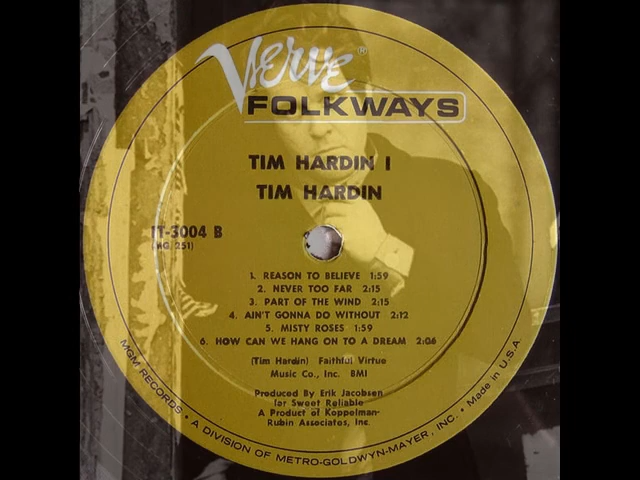 Verve®
FOLKWAYS
TIM HARDIN I
TIM HARDIN
FT-3004 B
(MG. 251)
1. REASON TO BELIEVE 1:59
2. NEVER TOO FAR 2:15
3. PART OF THE WIND 2:15
4. AIN'T GONNA DO WITHOUT 2:12
5. MISTY ROSES 1:59
6. HOW CAN WE HANG ON TO A DREAM 2:06
(Tim Hardin) Faithful Virtue
Music Co., Inc. BMI
Produced By Erik Jacobsen
for Sweet Reliable
A Product of Koppelman-
Rubin Associates, Inc.
MGM RECORDS • A DIVISION OF METRO-GOLDWYN-MAYER, INC. • Made in U.S.A.